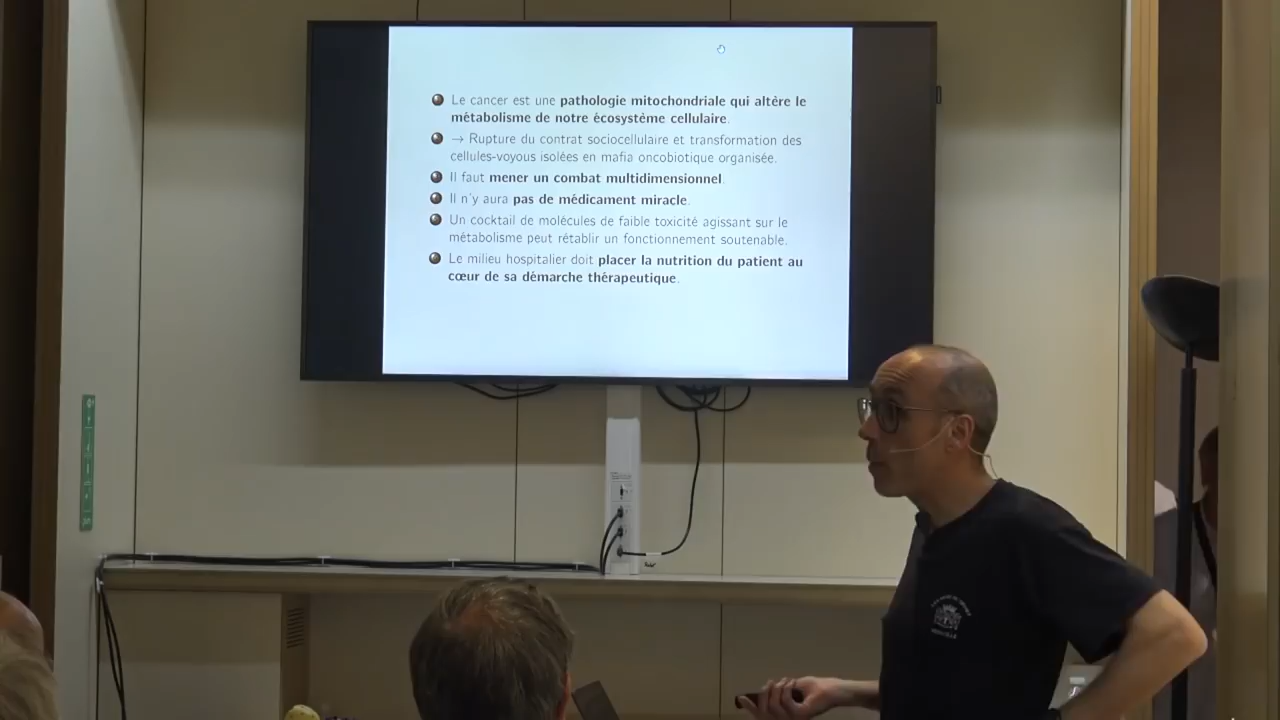 Le cancer est une pathologie mitochondriale qui altère le
métabolisme de notre écosystème cellulaire.
→ Rupture du contrat sociocellulaire et transformation des
cellules-voyous isolées en mafia oncobiotique organisée.
Il faut mener un combat multidimensionnel.
Il n'y aura pas de médicament miracle.
Un cocktail de molécules de faible toxicité agissant sur le
métabolisme peut rétablir un fonctionnement soutenable.
Le milieu hospitalier doit placer la nutrition du patient au
cœur de sa démarche thérapeutique.